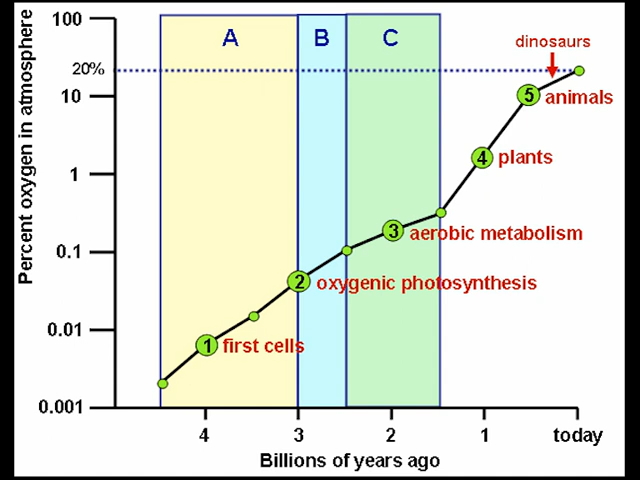 Percent oxygen in atmosphere
100
20%
10
1
0.1
0.01
0.001
A
B
C
dinosaurs
5 animals
4 plants
3 aerobic metabolism
2 oxygenic photosynthesis
1 first cells
4 3 2 1 today
Billions of years ago